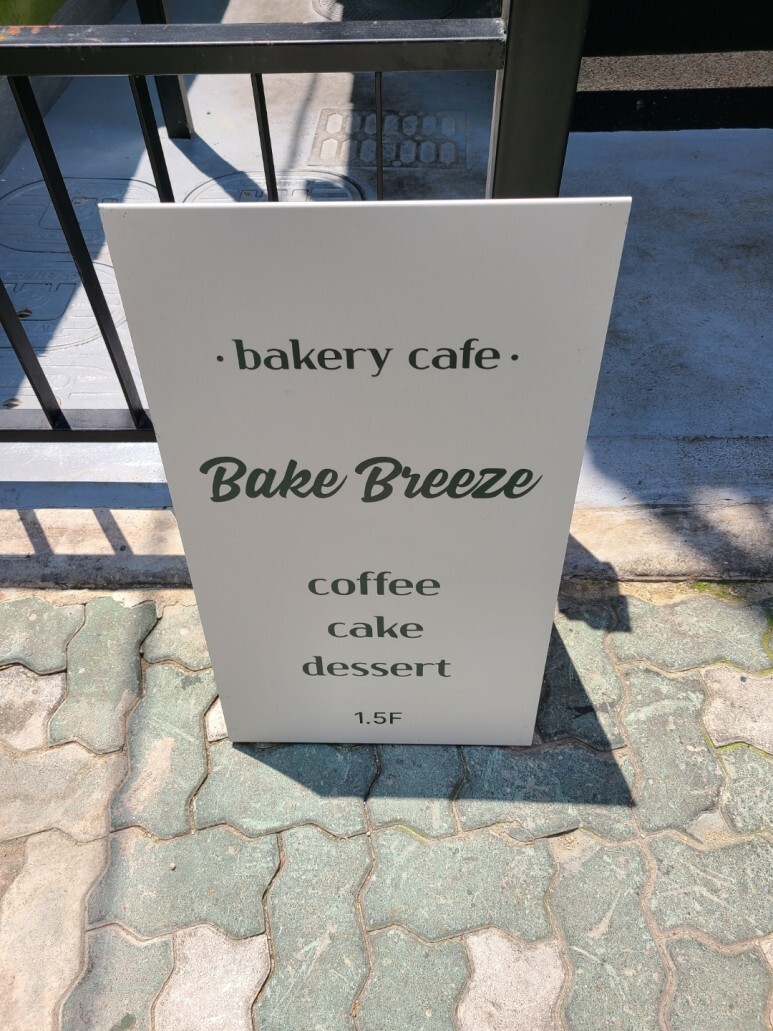 · bakery cafe ·
Bake Breeze
coffee
cake
dessert
1.5F